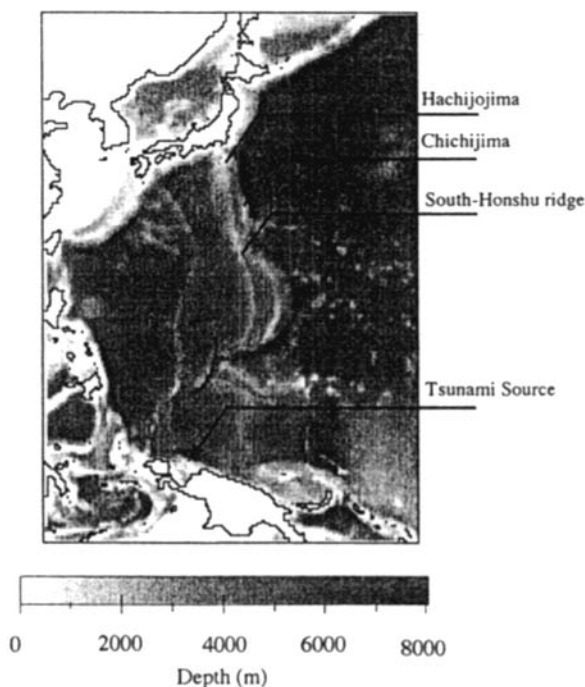 Hachijojima
Chichijima
South-Honshu ridge
Tsunami Source
0 2000 4000 6000 8000
Depth (m)